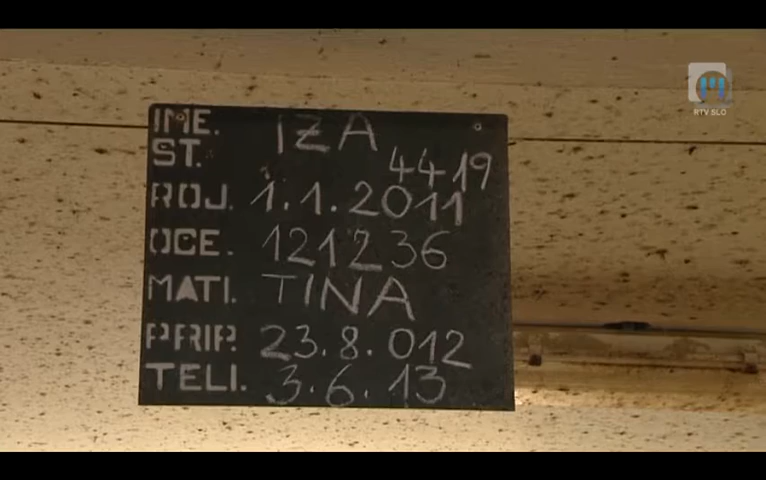 RTV SLO
IME. IZA
ST. 4419
ROJ. 1.1.2011
OCE. 121236
MATI. TINA
PRIP. 23.8.012
TELI. 3.6.13